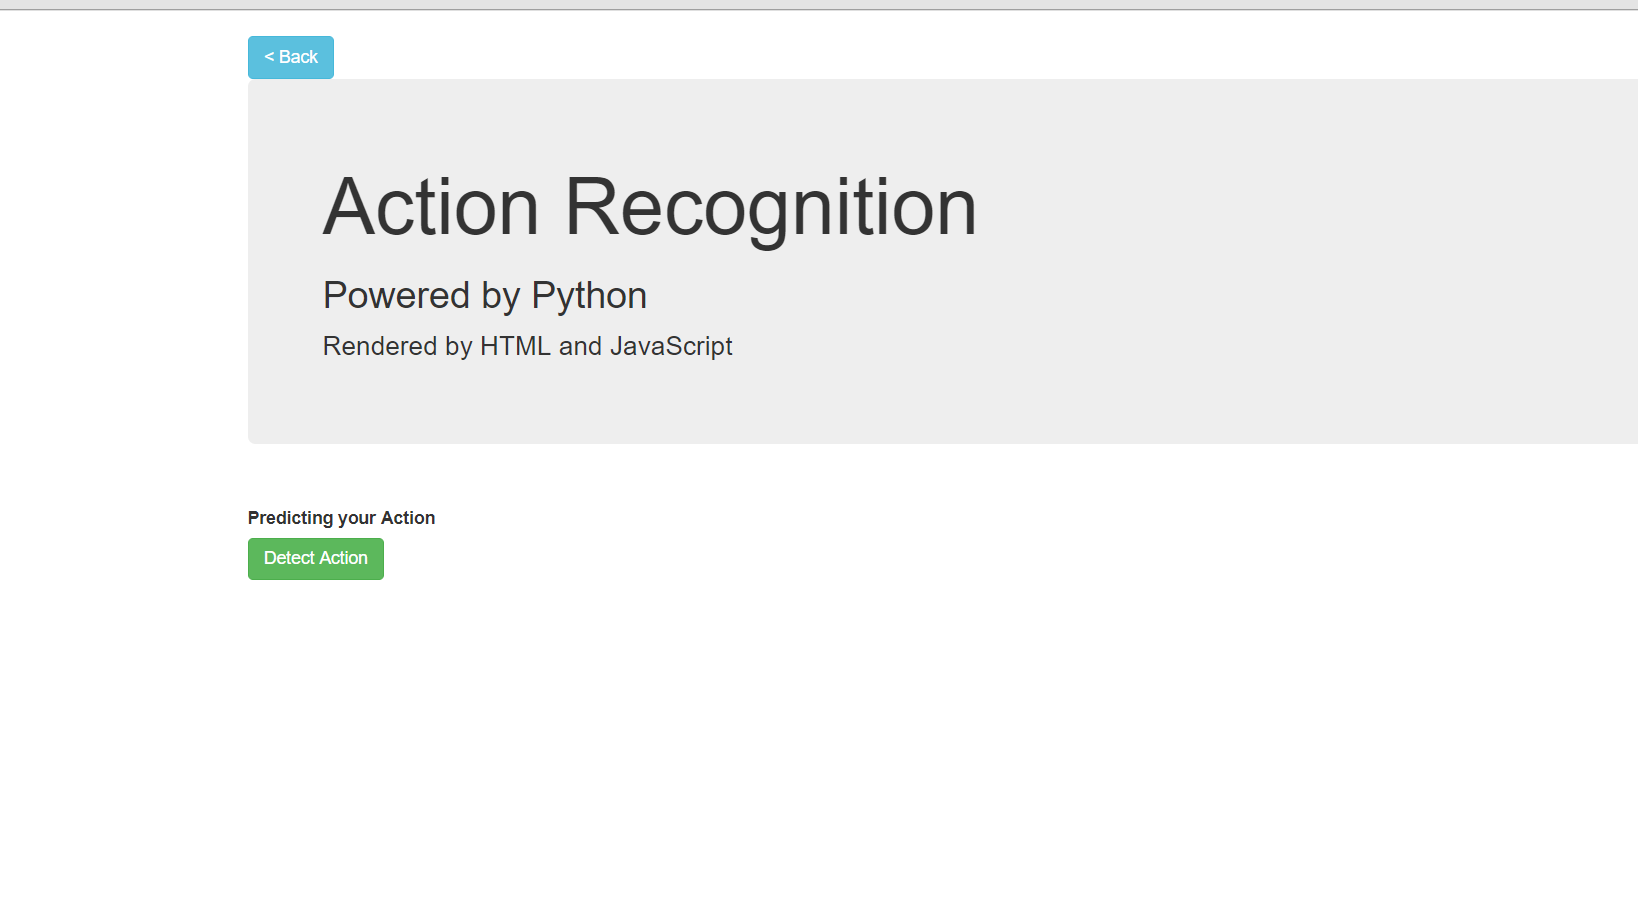 < Back
Action Recognition
Powered by Python
Rendered by HTML and JavaScript
Predicting your Action
Detect Action